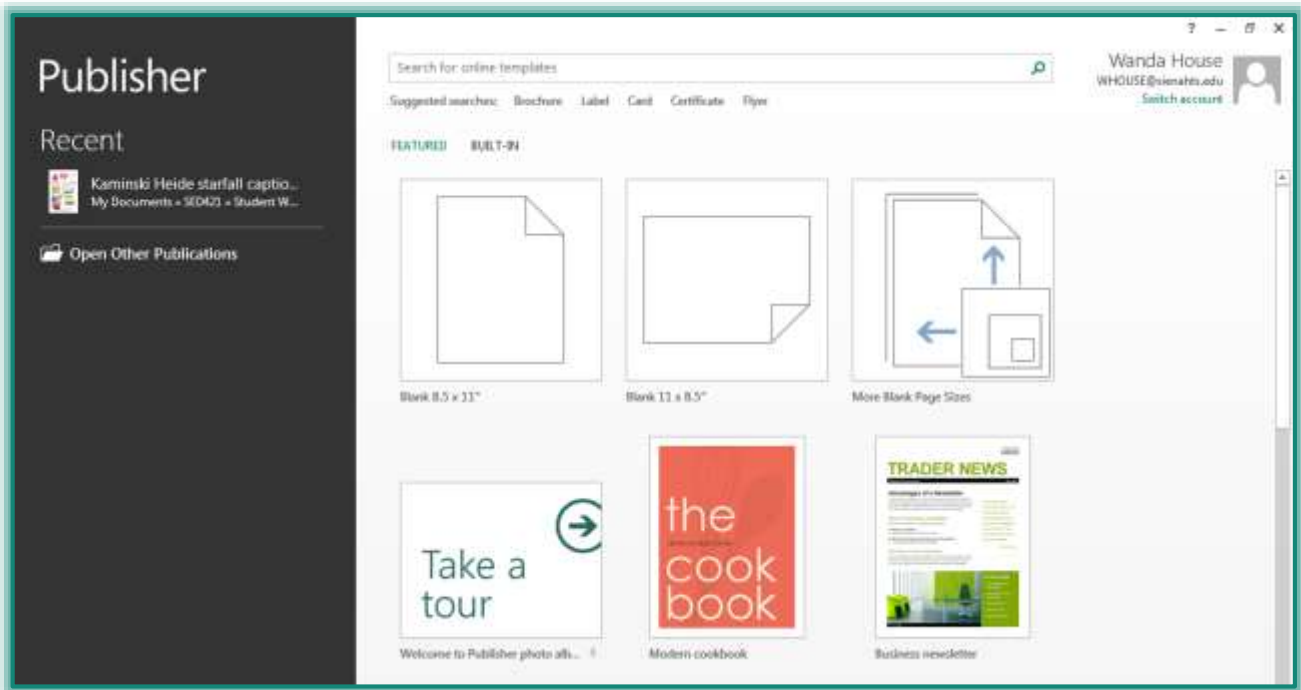 ? – X
Publisher
Recent
Kaminski Heide starfall captio...
My Documents » SED421 » Student W...
Open Other Publications
Search for online templates
Suggested searches: Brochure Label Card Certificate Flyer
Wanda House
WHOUSE@sienahts.edu
Switch account
FEATURED BUILT-IN
Blank 8.5 x 11"
Blank 11 x 8.5"
More Blank Page Sizes
Take a
tour
the
cook
book
TRADER NEWS
Advantages of a Newsletter
Welcome to Publisher photo alb...
Modern cookbook
Business newsletter